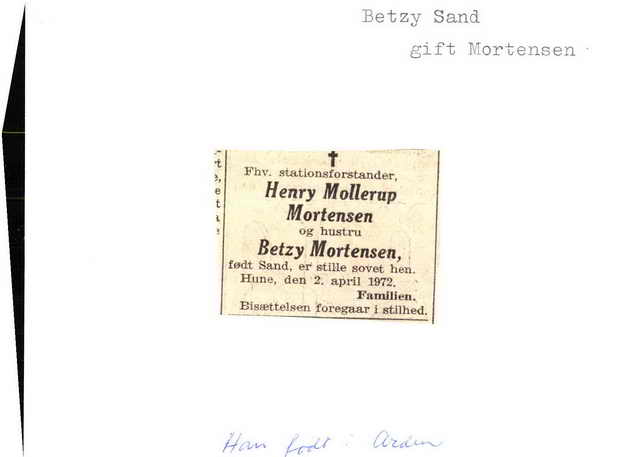 Betzy Sand
gift Mortensen
Fhv. stationsforstander,
Henry Mollerup
Mortensen
og hustru
Betzy Mortensen,
født Sand, er stille sovet hen.
Hune, den 2. april 1972.
Familien.
Bisættelsen foregaar i stilhed.
Han født i Arden